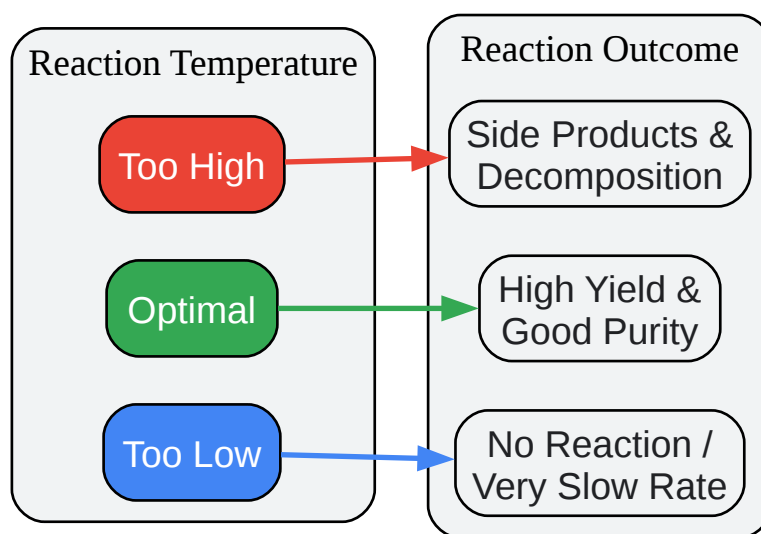 Reaction Temperature
Too High
Optimal
Too Low
Reaction Outcome
Side Products &
Decomposition
High Yield &
Good Purity
No Reaction /
Very Slow Rate